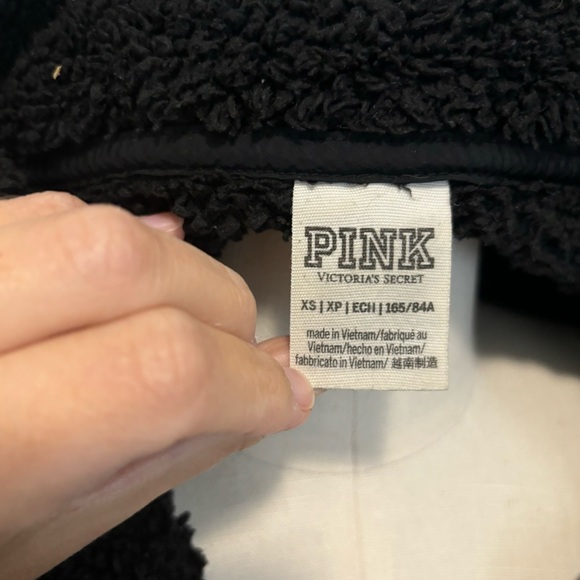 PINK
VICTORIA'S SECRET
XS | XP | ECH | 165/84A
made in Vietnam/fabriqué au
Vietnam/hecho en Vietnam/
fabbricato in Vietnam/ 越南制造